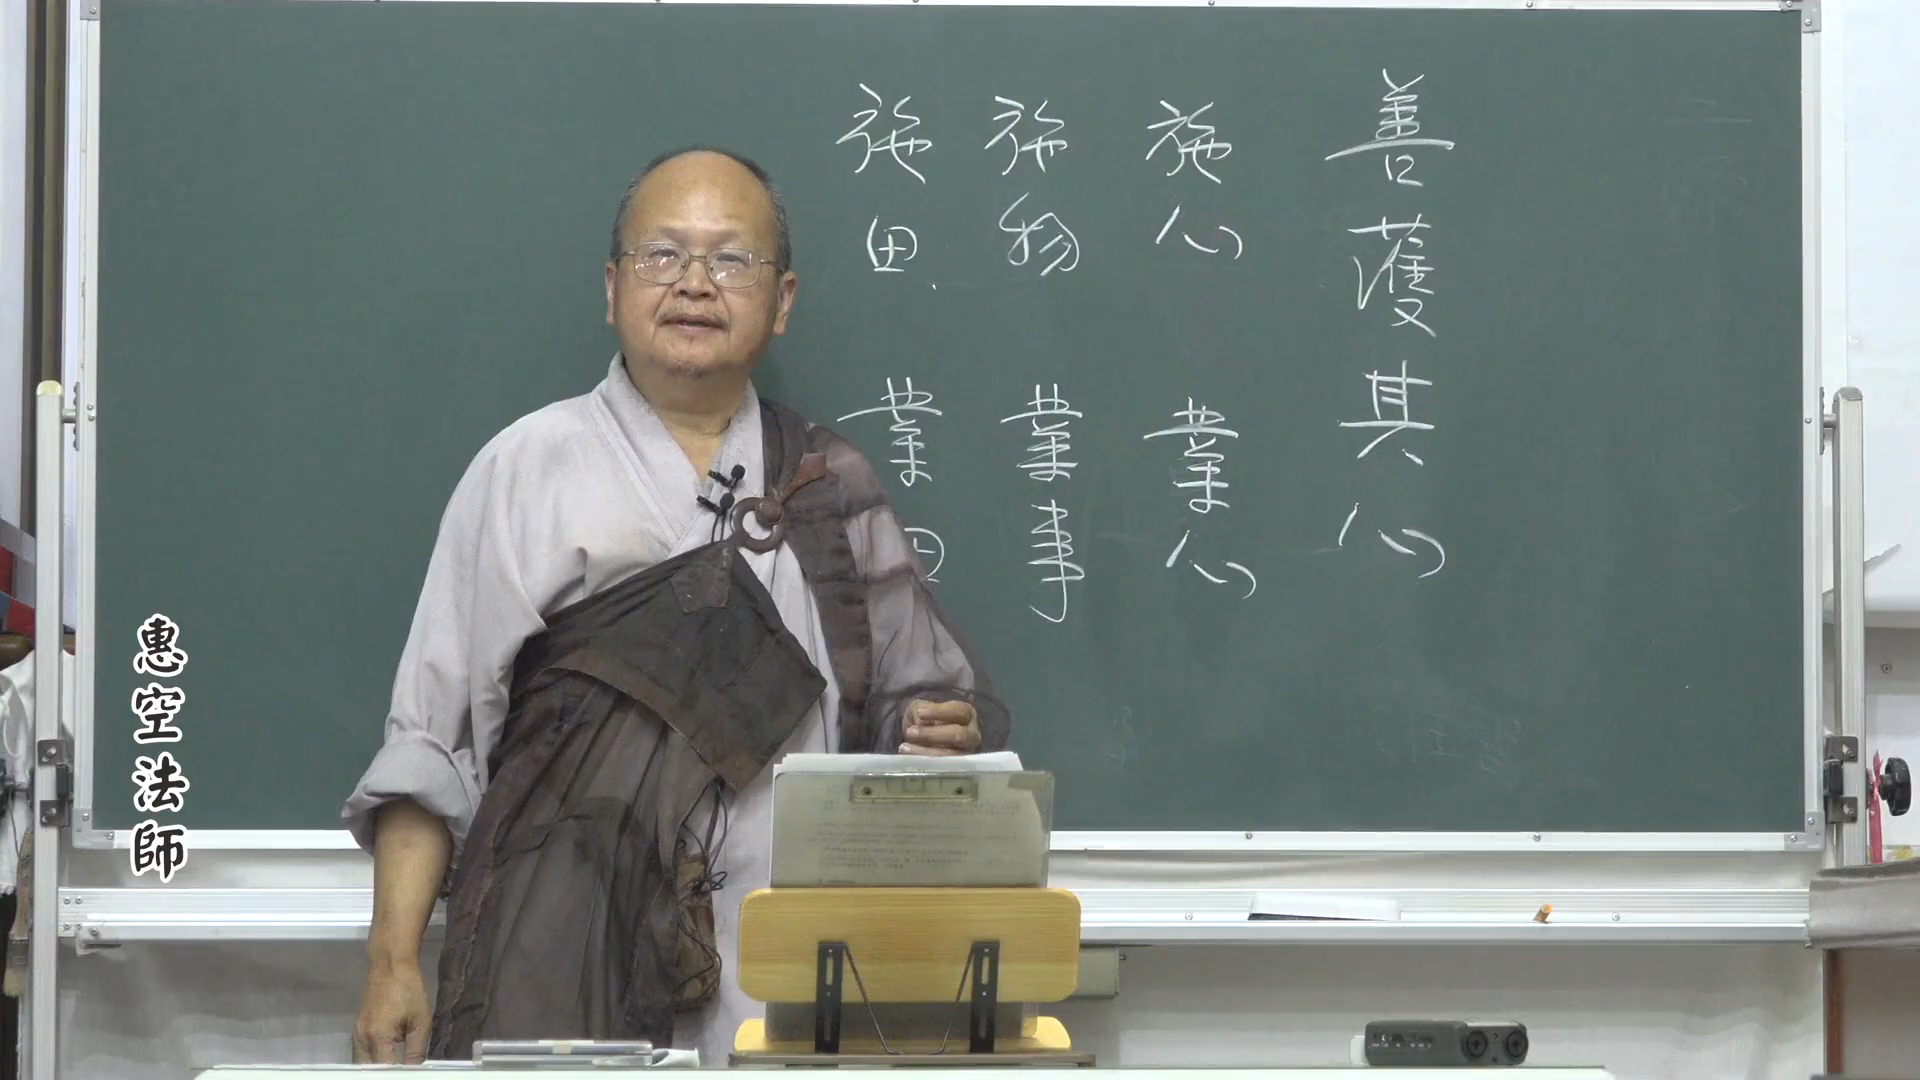 善護其心
施心 業心
施物 業事
施田 業田
惠空法師